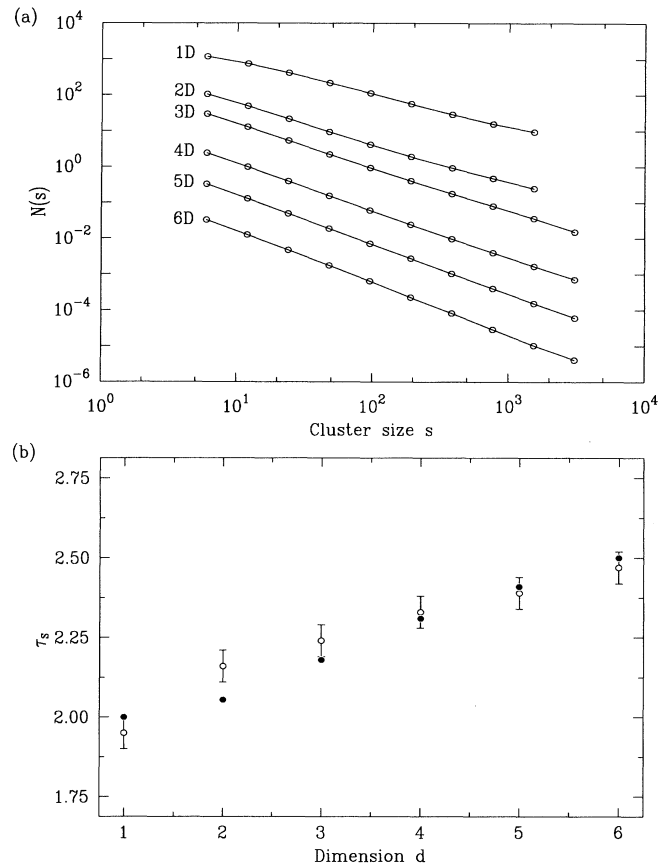 (a)
10^4
10^2
10^0
10^-2
10^-4
10^-6
N(s)
1D
2D
3D
4D
5D
6D
10^0
10^1
10^2
10^3
10^4
Cluster size s
(b)
2.75
2.50
2.25
2.00
1.75
τ_s
1
2
3
4
5
6
Dimension d